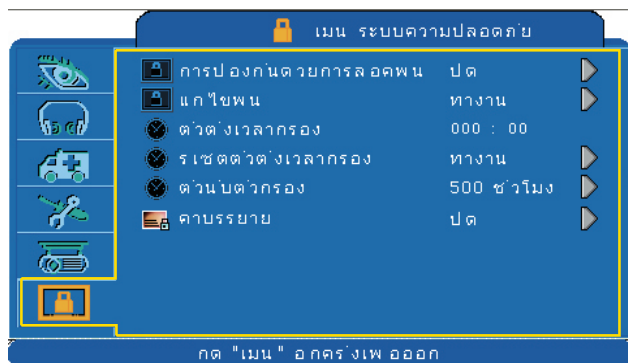 เมน ระบบความปลอดภัย
การปองกันดวยการลอคพน ปด
แกไขพน ทางาน
ตัวตังเวลากรอง 000 : 00
รเซตตัวตังเวลากรอง ทางาน
ตัวนับตัวกรอง 500 ชัวโมง
คาบรรยาย ปด
กด "เมน" อกครังเพอออก